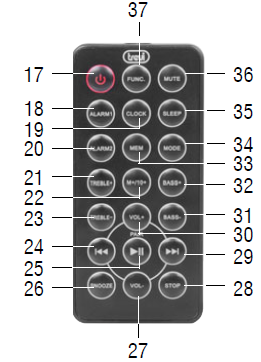 37
trevi
17
FUNC.
MUTE
36
18
ALARM1
CLOCK
SLEEP
35
19
20
ALARM2
MEM
MODE
34
33
21
TREBLE+
M+/10+
BASS+
32
22
23
TREBLE-
VOL+
BASS-
31
30
24
29
25
26
SNOOZE
VOL-
STOP
28
27